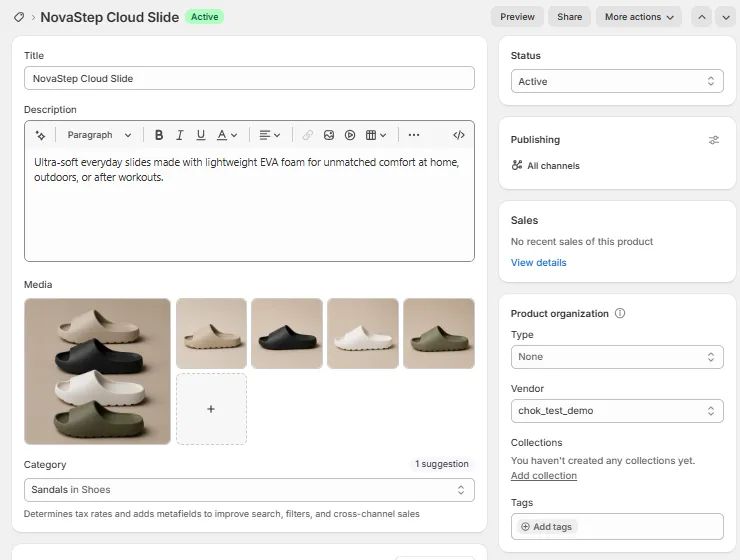 NovaStep Cloud Slide
Active
Preview
Share
More actions
Title
NovaStep Cloud Slide
Description
Paragraph
B I U A
Ultra-soft everyday slides made with lightweight EVA foam for unmatched comfort at home,
outdoors, or after workouts.
Media
+
Category
1 suggestion
Sandals in Shoes
Determines tax rates and adds metafields to improve search, filters, and cross-channel sales
Status
Active
Publishing
All channels
Sales
No recent sales of this product
View details
Product organization
Type
None
Vendor
chok_test_demo
Collections
You haven't created any collections yet.
Add collection
Tags
Add tags